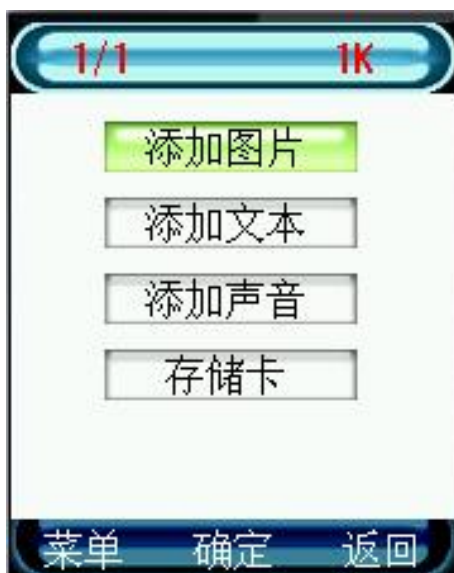 1/1 1K
添加图片
添加文本
添加声音
存储卡
菜单 确定 返回